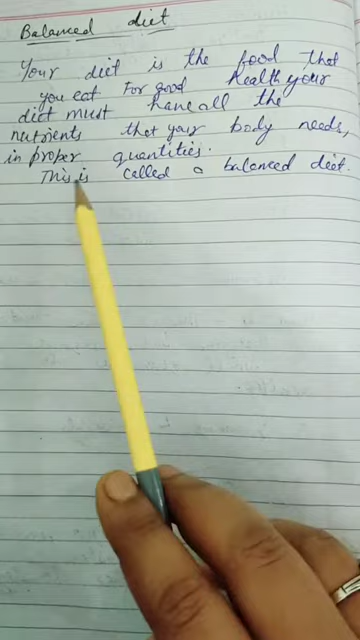 Balanced diet
Your diet is the food that
you eat For good health your
diet must have all the
nutrients that your body needs,
in proper quantities.
This is called a balanced diet.